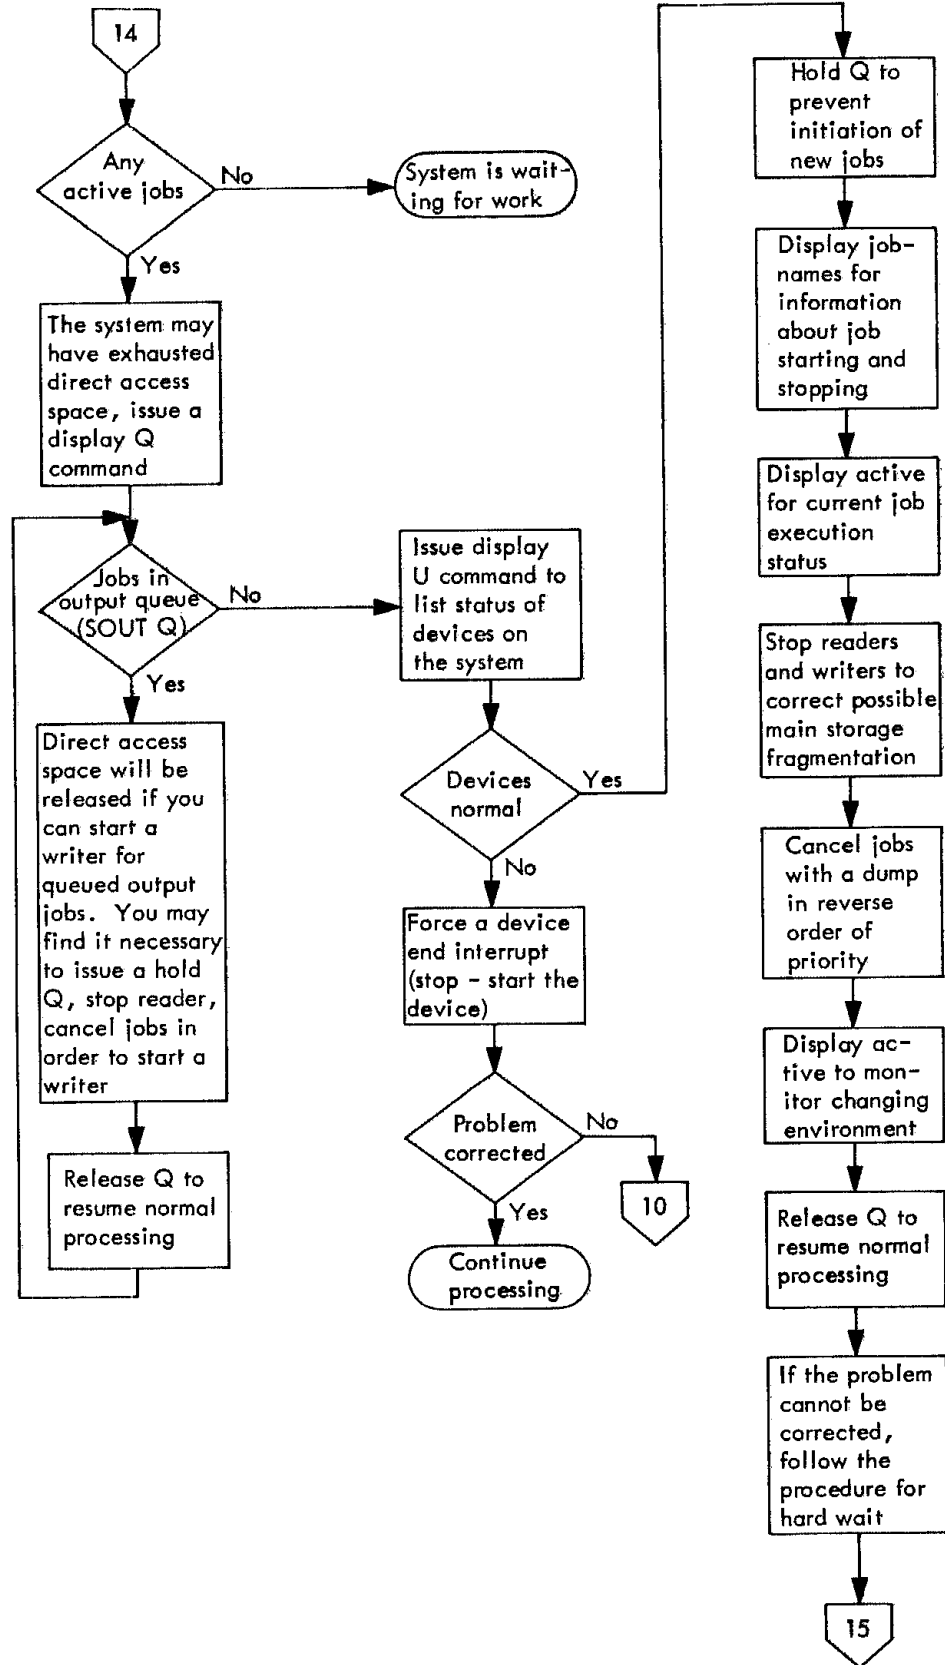 14
Any
active jobs
No
System is wait-
ing for work
Yes
The system may
have exhausted
direct access
space, issue a
display Q
command
Jobs in
output queue
(SOUT Q)
No
Yes
Direct access
space will be
released if you
can start a
writer for
queued output
jobs. You may
find it necessary
to issue a hold
Q, stop reader,
cancel jobs in
order to start a
writer
Release Q to
resume normal
processing
Issue display
U command to
list status of
devices on
the system
Devices
normal
Yes
No
Force a device
end interrupt
(stop - start the
device)
Problem
corrected
No
10
Yes
Continue
processing
Hold Q to
prevent
initiation of
new jobs
Display job-
names for
information
about job
starting and
stopping
Display active
for current job
execution
status
Stop readers
and writers to
correct possible
main storage
fragmentation
Cancel jobs
with a dump
in reverse
order of
priority
Display ac-
tive to mon-
itor changing
environment
Release Q to
resume normal
processing
If the problem
cannot be
corrected,
follow the
procedure for
hard wait
15